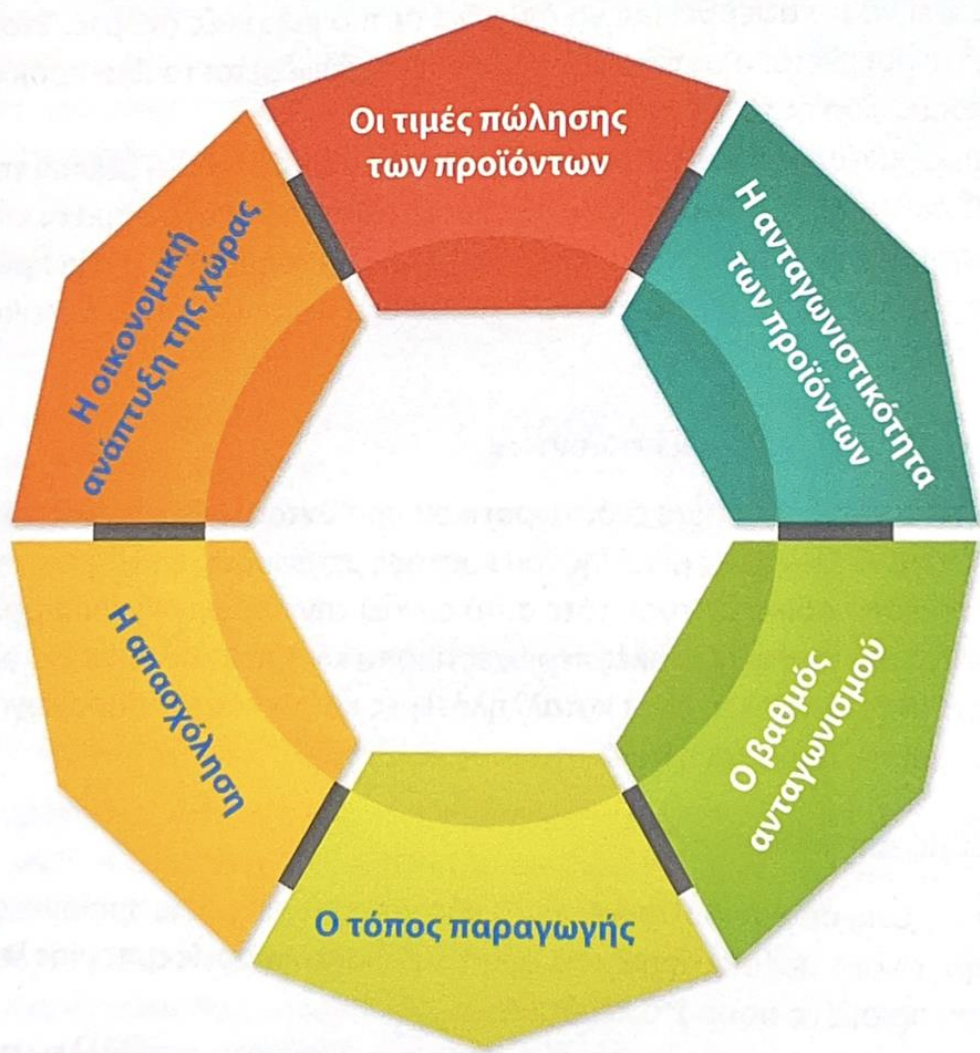 Οι τιμές πώλησης
των προϊόντων
Η ανταγωνιστικότητα
των προϊόντων
Ο βαθμός
ανταγωνισμού
Ο τόπος παραγωγής
Η απασχόληση
Η οικονομική
ανάπτυξη της χώρας